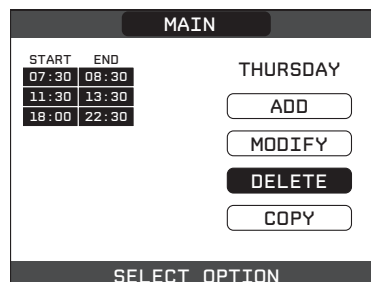 MAIN
START END
07:30 08:30
11:30 13:30
18:00 22:30
THURSDAY
ADD
MODIFY
DELETE
COPY
SELECT OPTION